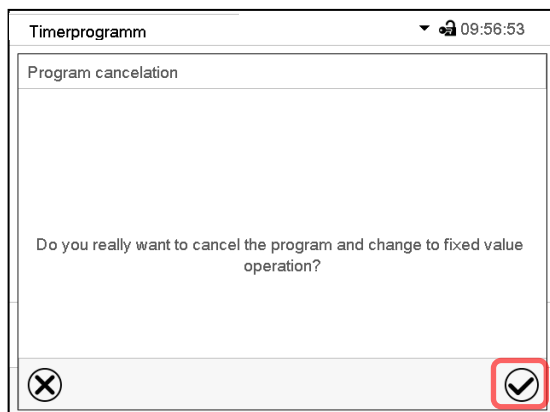 Timerprogramm 09:56:53
Program cancelation
Do you really want to cancel the program and change to fixed value
operation?